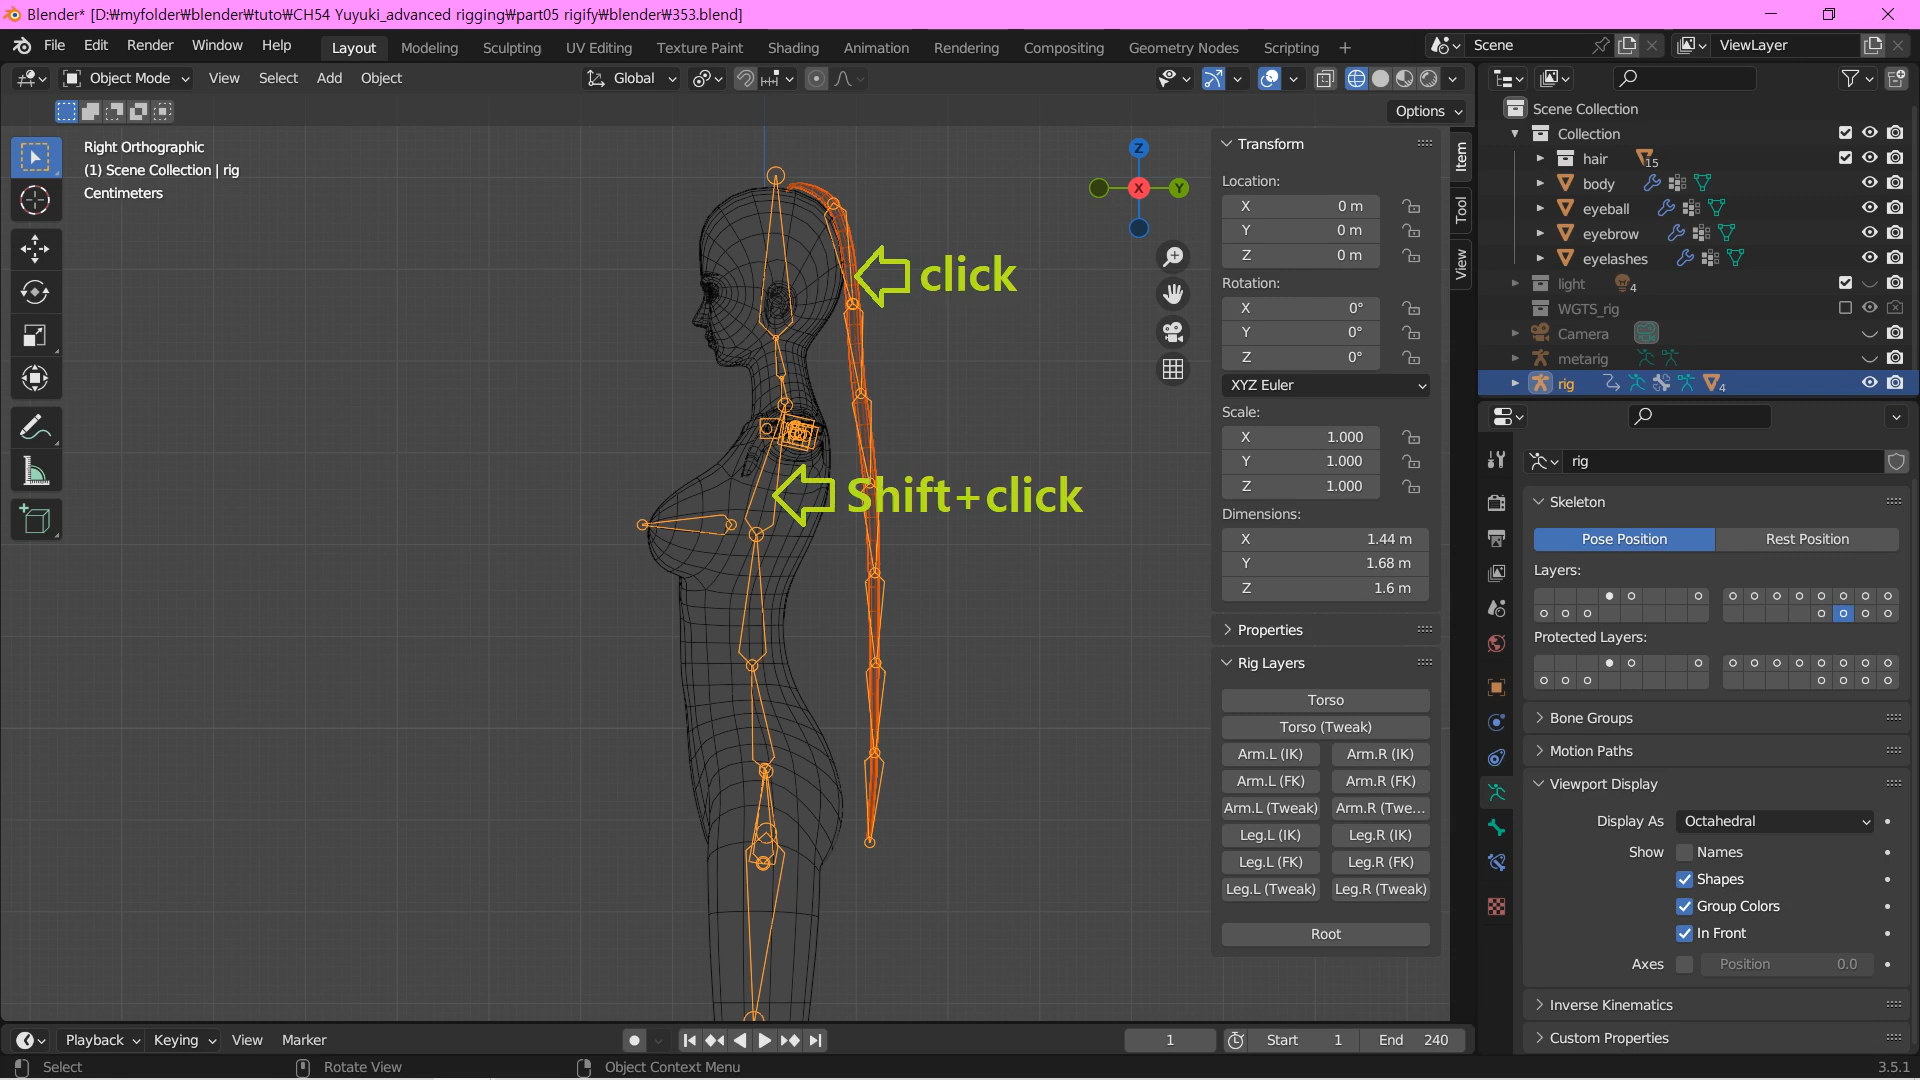 Blender* [D:₩myfolder₩blender₩tuto₩CH54 Yuyuki_advanced rigging₩part05 rigify₩blender₩353.blend]
File Edit Render Window Help Layout Modeling Sculpting UV Editing Texture Paint Shading Animation Rendering Compositing Geometry Nodes Scripting + Scene ViewLayer
Object Mode View Select Add Object Global
Options
Right Orthographic
(1) Scene Collection | rig
Centimeters
Z
X
Y
click
Shift+click
Transform
Location:
X 0 m
Y 0 m
Z 0 m
Rotation:
X 0°
Y 0°
Z 0°
XYZ Euler
Scale:
X 1.000
Y 1.000
Z 1.000
Dimensions:
X 1.44 m
Y 1.68 m
Z 1.6 m
Properties
Rig Layers
Torso
Torso (Tweak)
Arm.L (IK) Arm.R (IK)
Arm.L (FK) Arm.R (FK)
Arm.L (Tweak) Arm.R (Twe...
Leg.L (IK) Leg.R (IK)
Leg.L (FK) Leg.R (FK)
Leg.L (Tweak) Leg.R (Tweak)
Root
Item
Tool
View
Scene Collection
Collection
hair 15
body
eyeball
eyebrow
eyelashes
light 4
WGTS_rig
Camera
metarig
rig 4
rig
Skeleton
Pose Position Rest Position
Layers:
Protected Layers:
Bone Groups
Motion Paths
Viewport Display
Display As Octahedral
Show Names
Shapes
Group Colors
In Front
Axes Position 0.0
Inverse Kinematics
Custom Properties
Playback Keying View Marker 1 Start 1 End 240
Select Rotate View Object Context Menu 3.5.1